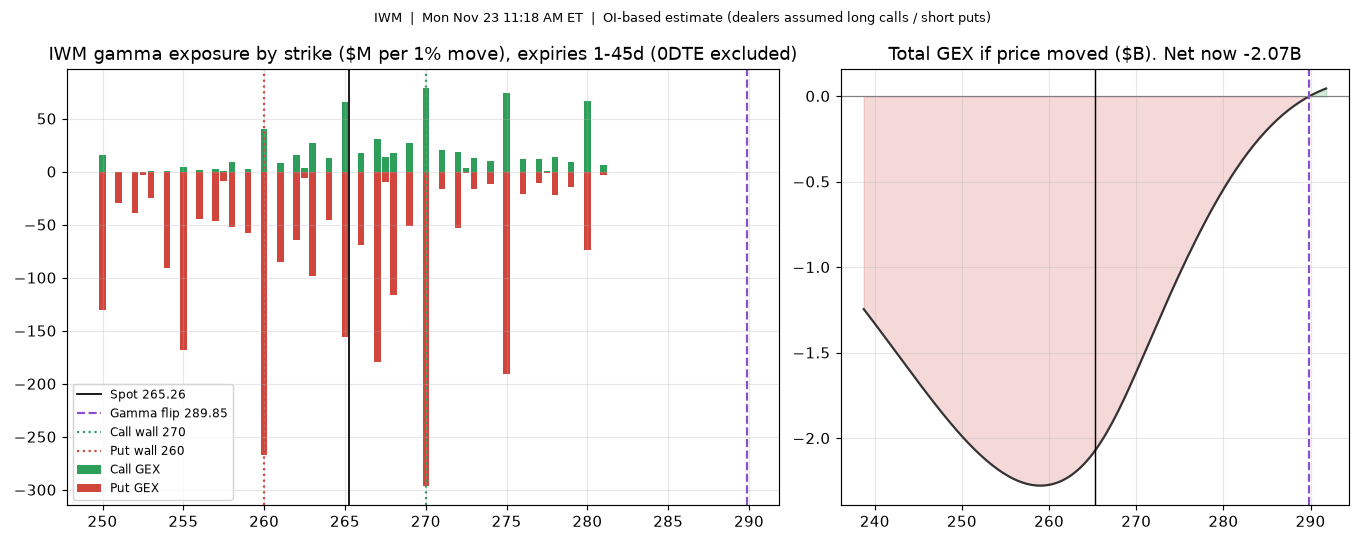 IWM | Mon Nov 23 11:18 AM ET | OI-based estimate (dealers assumed long calls / short puts)
IWM gamma exposure by strike ($M per 1% move), expiries 1-45d (0DTE excluded)
50
0
−50
−100
−150
−200
−250
−300
Spot 265.26
Gamma flip 289.85
Call wall 270
Put wall 260
Call GEX
Put GEX
250 255 260 265 270 275 280 285 290
Total GEX if price moved ($B). Net now -2.07B
0.0
−0.5
−1.0
−1.5
−2.0
240 250 260 270 280 290